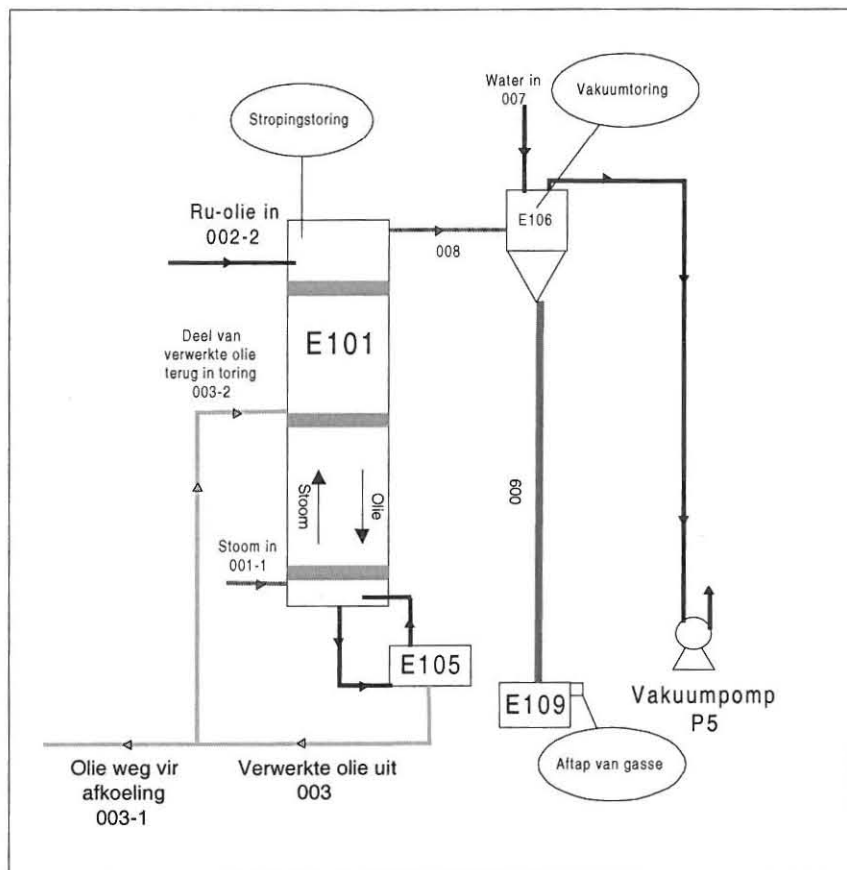 Water in
007
Vakuumtoring
Stropingstoring
E106
Ru-olie in
002-2
008
Deel van
verwerkte olie
terug in toring
003-2
E101
Stoom
Olie
009
Stoom in
001-1
E105
E109
Vakuumpomp
P5
Aftap van gasse
Olie weg vir
afkoeling
003-1
Verwerkte olie uit
003